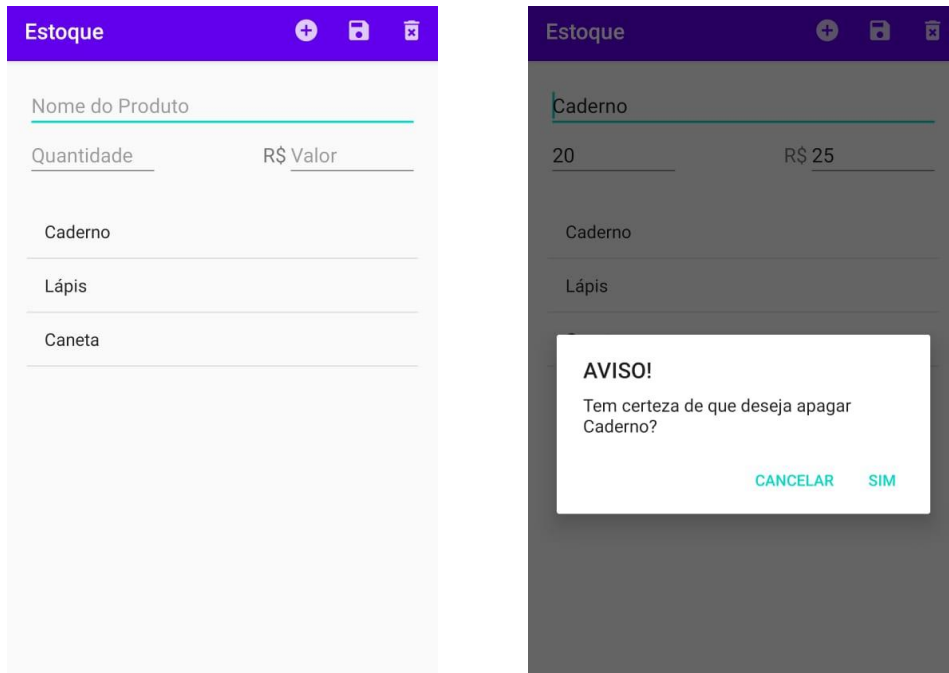 Estoque
Nome do Produto
Quantidade R$ Valor
Caderno
Lápis
Caneta
Estoque
Caderno
20 R$ 25
Caderno
Lápis
AVISO!
Tem certeza de que deseja apagar
Caderno?
CANCELAR SIM